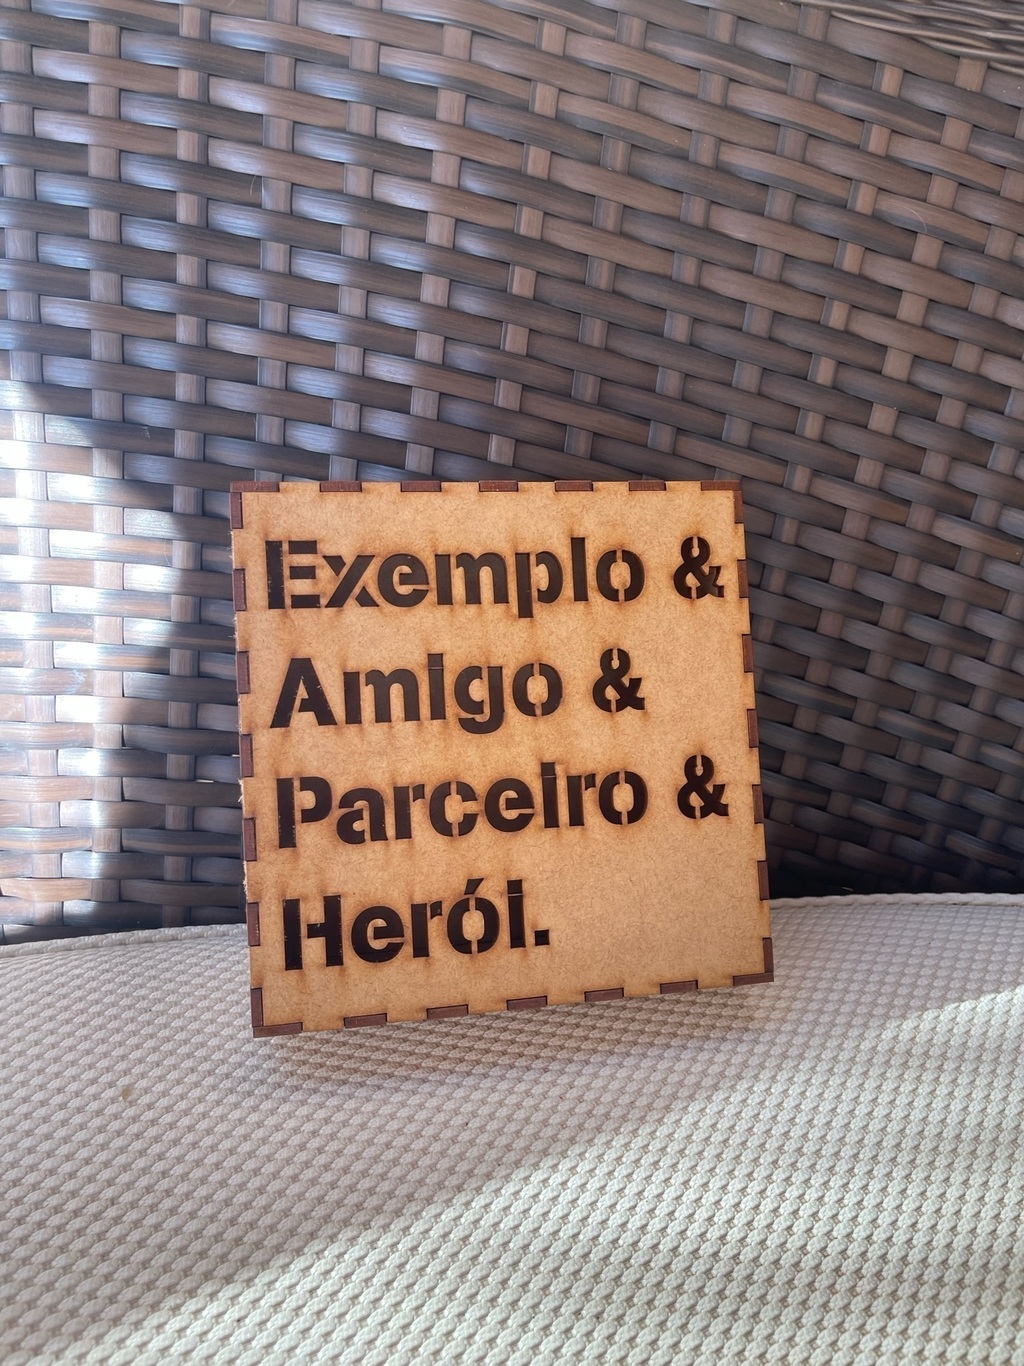 Exemplo &
Amigo &
Parceiro &
Herói.